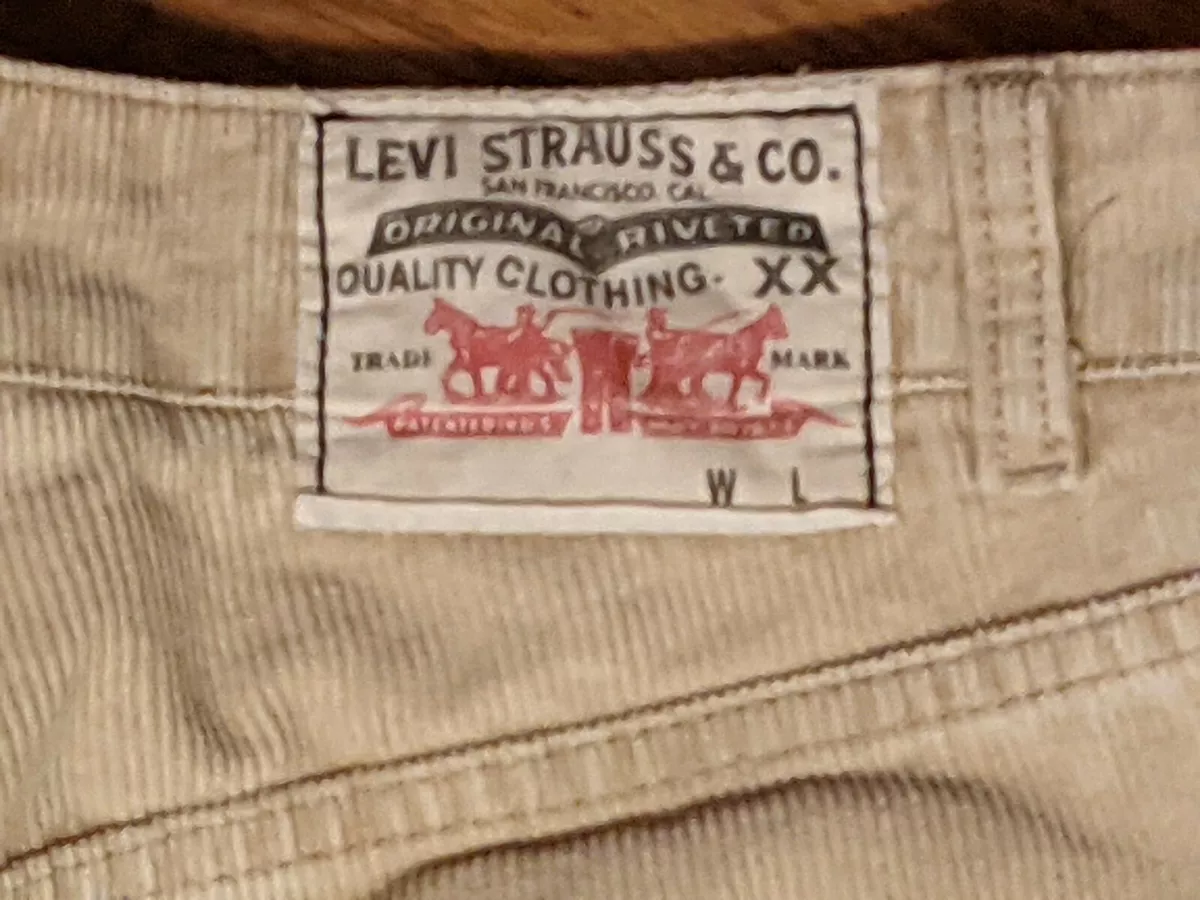 LEVI STRAUSS & CO.
SAN FRANCISCO, CAL
ORIGINAL RIVETED
QUALITY CLOTHING- XX
TRADE MARK
W L